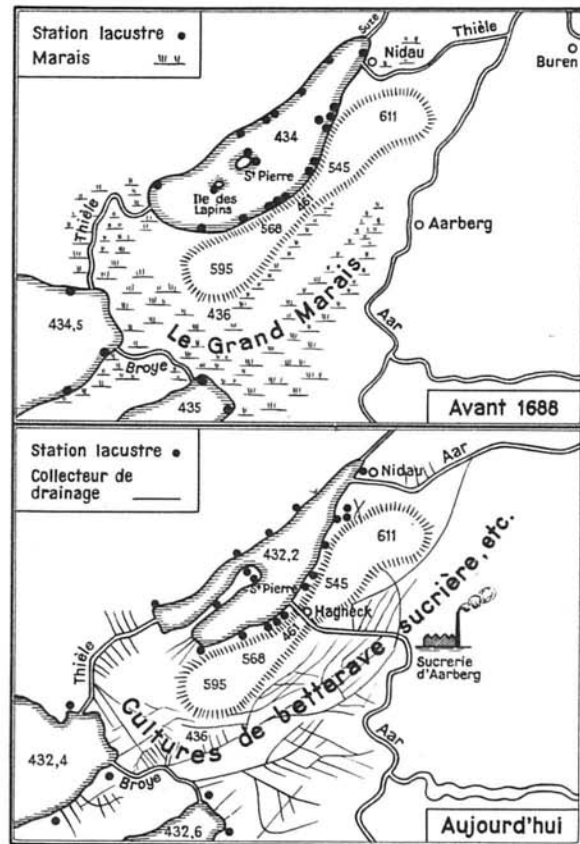 Station lacustre
Marais
Suze
Thièle
Nidau
Buren
611
434
St Pierre
545
Ile des
Lapins
461
568
Thièle
Aarberg
595
436
Le Grand Marais
434,5
Aar
Broye
435
Avant 1688
Station lacustre
Collecteur de
drainage
Aar
Nidau
432,2
611
St Pierre
545
Hagneck
461
568
Thièle
595
Sucrerie
d'Aarberg
Cultures de betterave sucrière, etc.
436
432,4
Aar
Broye
432,6
Aujourd'hui